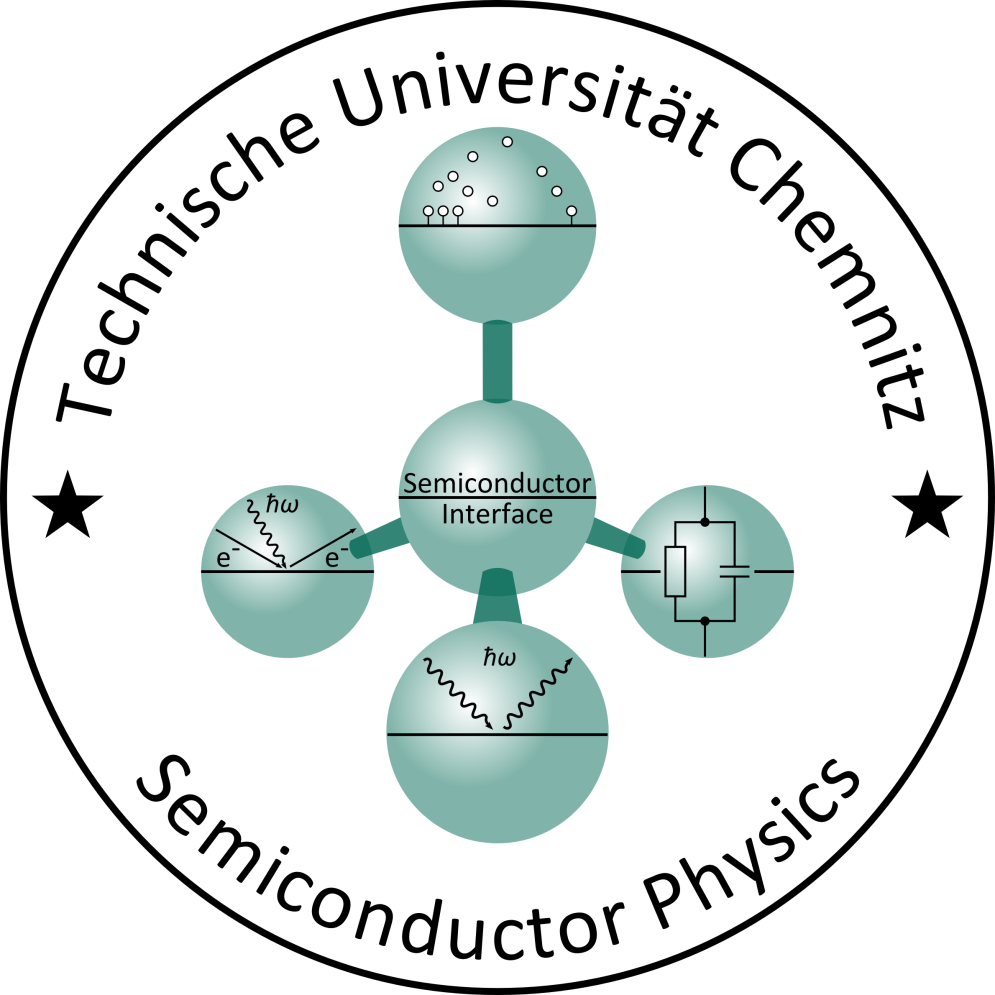 Technische Universität Chemnitz
Semiconductor
Interface
ħω
e⁻
e⁻
ħω
Semiconductor Physics